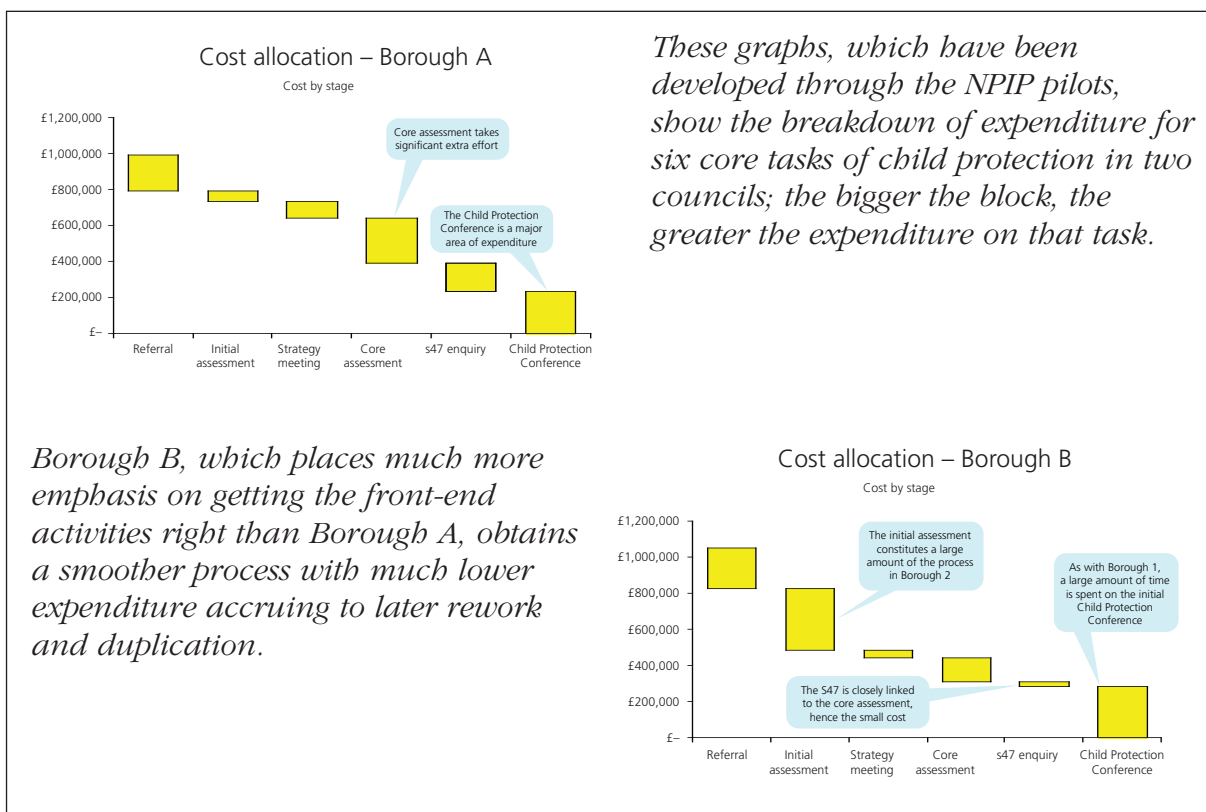 Cost allocation – Borough A
Cost by stage
£1,200,000
£1,000,000
£800,000
£600,000
£400,000
£200,000
£–
Core assessment takes
significant extra effort
The Child Protection
Conference is a major
area of expenditure
Referral
Initial
assessment
Strategy
meeting
Core
assessment
s47 enquiry
Child Protection
Conference
These graphs, which have been
developed through the NPIP pilots,
show the breakdown of expenditure for
six core tasks of child protection in two
councils; the bigger the block, the
greater the expenditure on that task.
Borough B, which places much more
emphasis on getting the front-end
activities right than Borough A, obtains
a smoother process with much lower
expenditure accruing to later rework
and duplication.
Cost allocation – Borough B
Cost by stage
£1,200,000
£1,000,000
£800,000
£600,000
£400,000
£200,000
£–
The initial assessment
constitutes a large
amount of the process
in Borough 2
As with Borough 1,
a large amount of time
is spent on the initial
Child Protection
Conference
The S47 is closely linked
to the core assessment,
hence the small cost
Referral
Initial
assessment
Strategy
meeting
Core
assessment
s47 enquiry
Child Protection
Conference